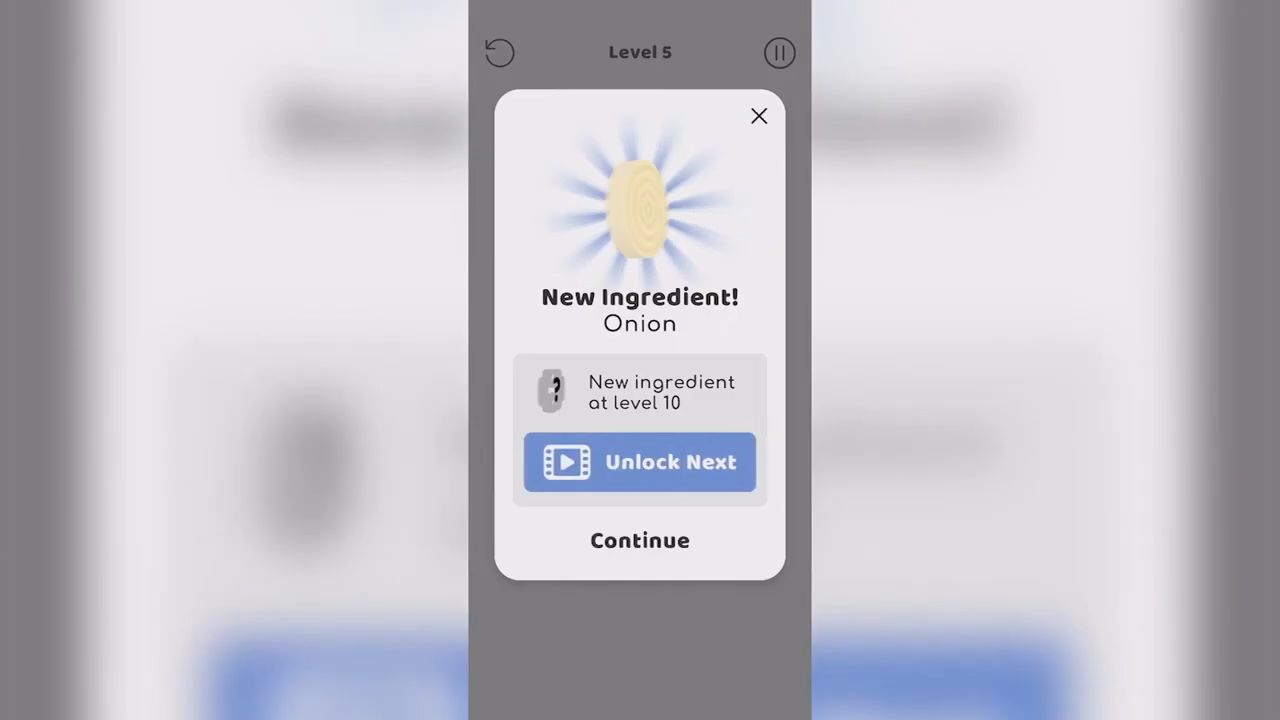 Level 5
New Ingredient!
Onion
?
New ingredient
at level 10
Unlock Next
Continue